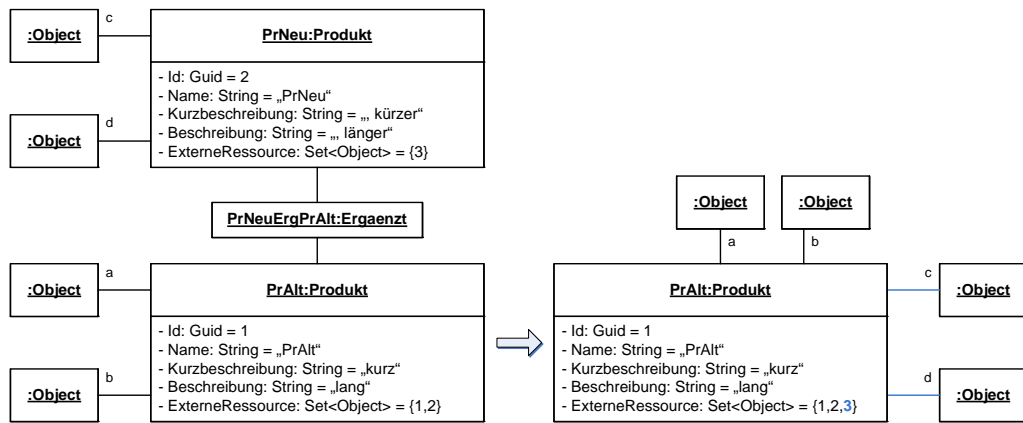 c
:Object
PrNeu:Produkt
- Id: Guid = 2
- Name: String = „PrNeu“
- Kurzbeschreibung: String = „, kürzer“
- Beschreibung: String = „, länger“
- ExterneRessource: Set<Object> = {3}
d
:Object
PrNeuErgPrAlt:Ergaenzt
a
:Object
PrAlt:Produkt
- Id: Guid = 1
- Name: String = „PrAlt“
- Kurzbeschreibung: String = „kurz“
- Beschreibung: String = „lang“
- ExterneRessource: Set<Object> = {1,2}
b
:Object
:Object
:Object
a
b
PrAlt:Produkt
- Id: Guid = 1
- Name: String = „PrAlt“
- Kurzbeschreibung: String = „kurz“
- Beschreibung: String = „lang“
- ExterneRessource: Set<Object> = {1,2,3}
c
:Object
d
:Object